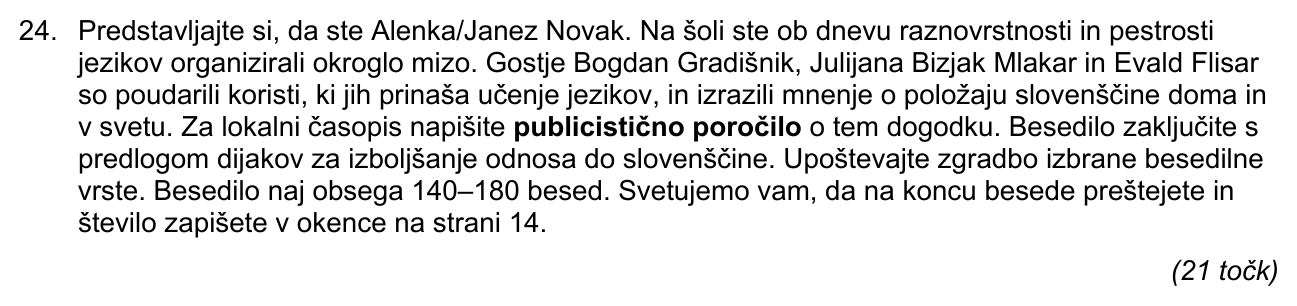 24. Predstavljajte si, da ste Alenka/Janez Novak. Na šoli ste ob dnevu raznovrstnosti in pestrosti
jezikov organizirali okroglo mizo. Gostje Bogdan Gradišnik, Julijana Bizjak Mlakar in Evald Flisar
so poudarili koristi, ki jih prinaša učenje jezikov, in izrazili mnenje o položaju slovenščine doma in
v svetu. Za lokalni časopis napišite publicistično poročilo o tem dogodku. Besedilo zaključite s
predlogom dijakov za izboljšanje odnosa do slovenščine. Upoštevajte zgradbo izbrane besedilne
vrste. Besedilo naj obsega 140–180 besed. Svetujemo vam, da na koncu besede preštejete in
število zapišete v okence na strani 14.
(21 točk)